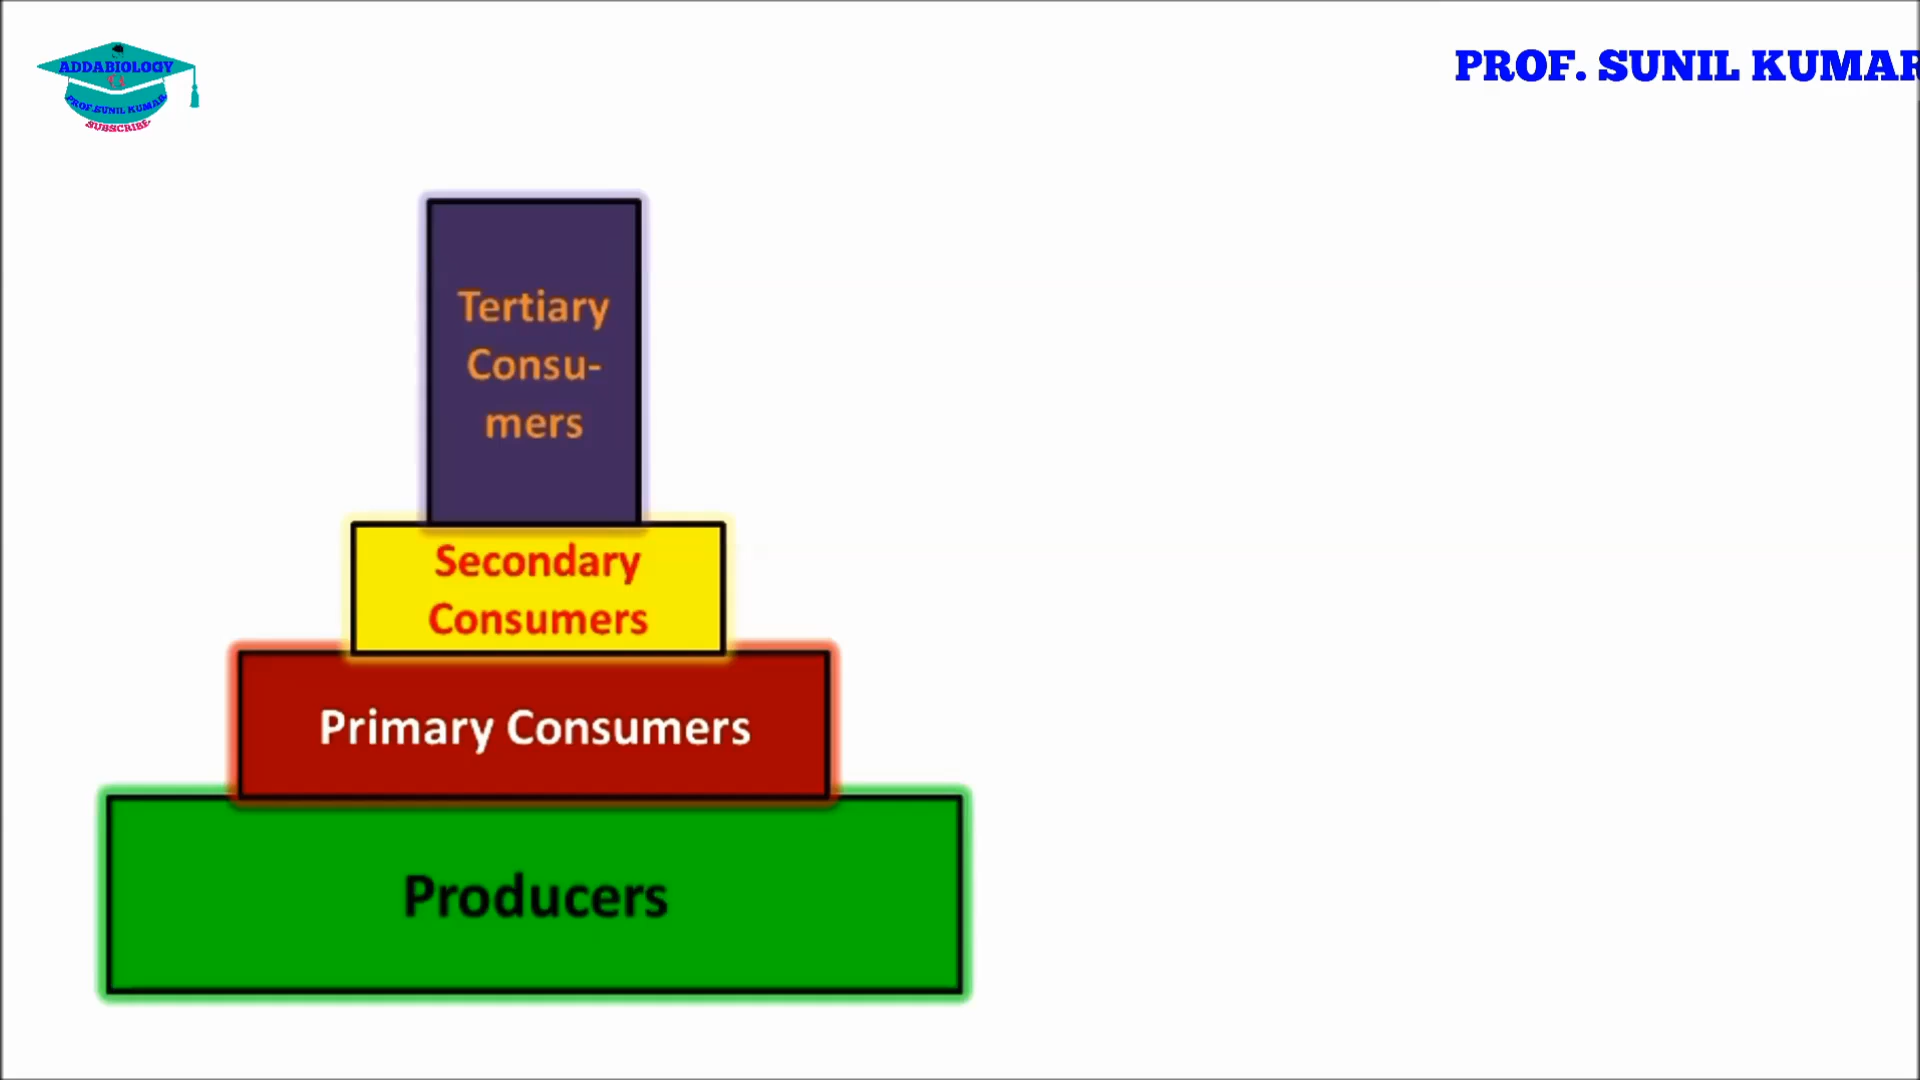 ADDABIOLOGY
PROF.SUNIL KUMAR
SUBSCRIBE
PROF. SUNIL KUMAR
Tertiary
Consu-
mers
Secondary
Consumers
Primary Consumers
Producers